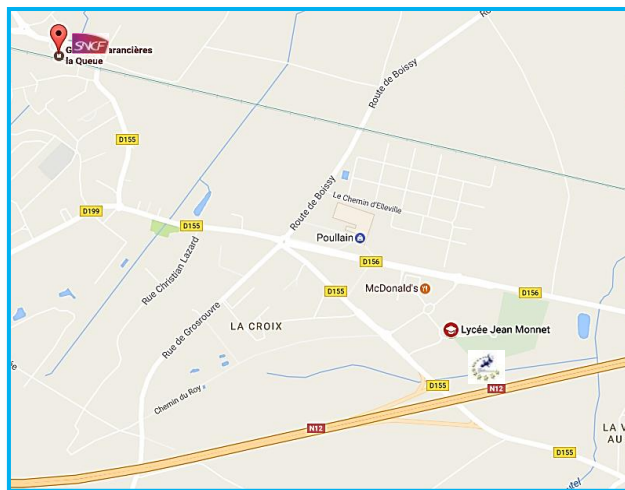 SNCF
la Queue
Route de Boissy
D155
D199
D155
Route de Boissy
Le Chemin d'Elleville
Poullain
D156
Rue Christian Lazard
D155
McDonald's
D156
LA CROIX
Lycée Jean Monnet
Rue de Grosrouvre
Chemin du Roy
D155
N12
N12
D155
LA V
AU